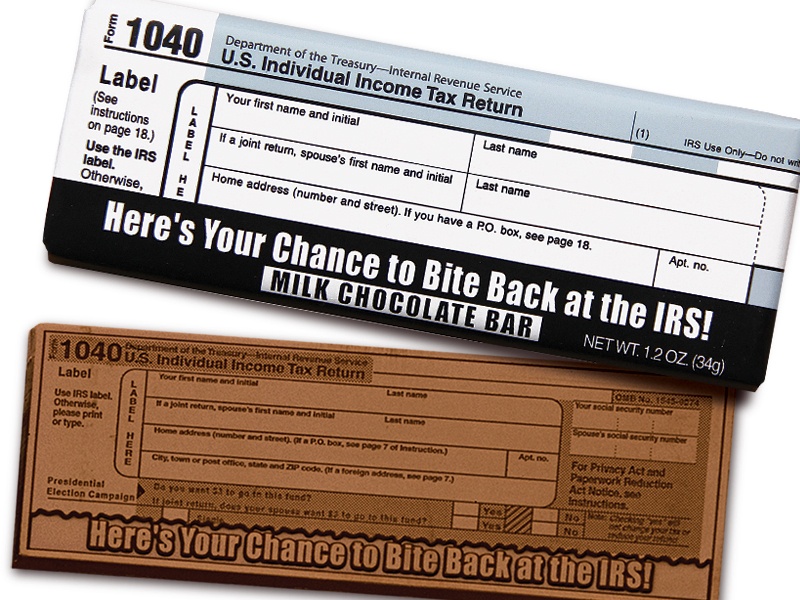 Form 1040
Department of the Treasury—Internal Revenue Service
U.S. Individual Income Tax Return
(1)
IRS Use Only—Do not writ
Label
(See
instructions
on page 18.)
Use the IRS
label.
Otherwise,
LABEL HE
Your first name and initial
Last name
If a joint return, spouse's first name and initial
Last name
Home address (number and street). If you have a P.O. box, see page 18.
Apt. no.
Here's Your Chance to Bite Back at the IRS!
MILK CHOCOLATE BAR
NET WT. 1.2 OZ. (34g)
Form 1040
Department of the Treasury—Internal Revenue Service
U.S. Individual Income Tax Return
Label
Use IRS label.
Otherwise,
please print
or type.
LABEL HERE
Your first name and initial
Last name
If a joint return, spouse's first name and initial
Last name
Home address (number and street). (If a P.O. box, see page 7 of Instruction.)
Apt. no.
City, town or post office, state and ZIP code. (If a foreign address, see page 7.)
OMB No. 1545-0074
Your social security number
Spouse's social security number
For Privacy Act and
Paperwork Reduction
Act Notice, see
Instructions.
Presidential
Election Campaign
Do you want $1 to go to this fund?
If joint return, does your spouse want $1 to go to this fund?
Yes
No
Yes
No
Note: Checking "yes" will
not change your tax or
reduce your refund.
Here's Your Chance to Bite Back at the IRS!